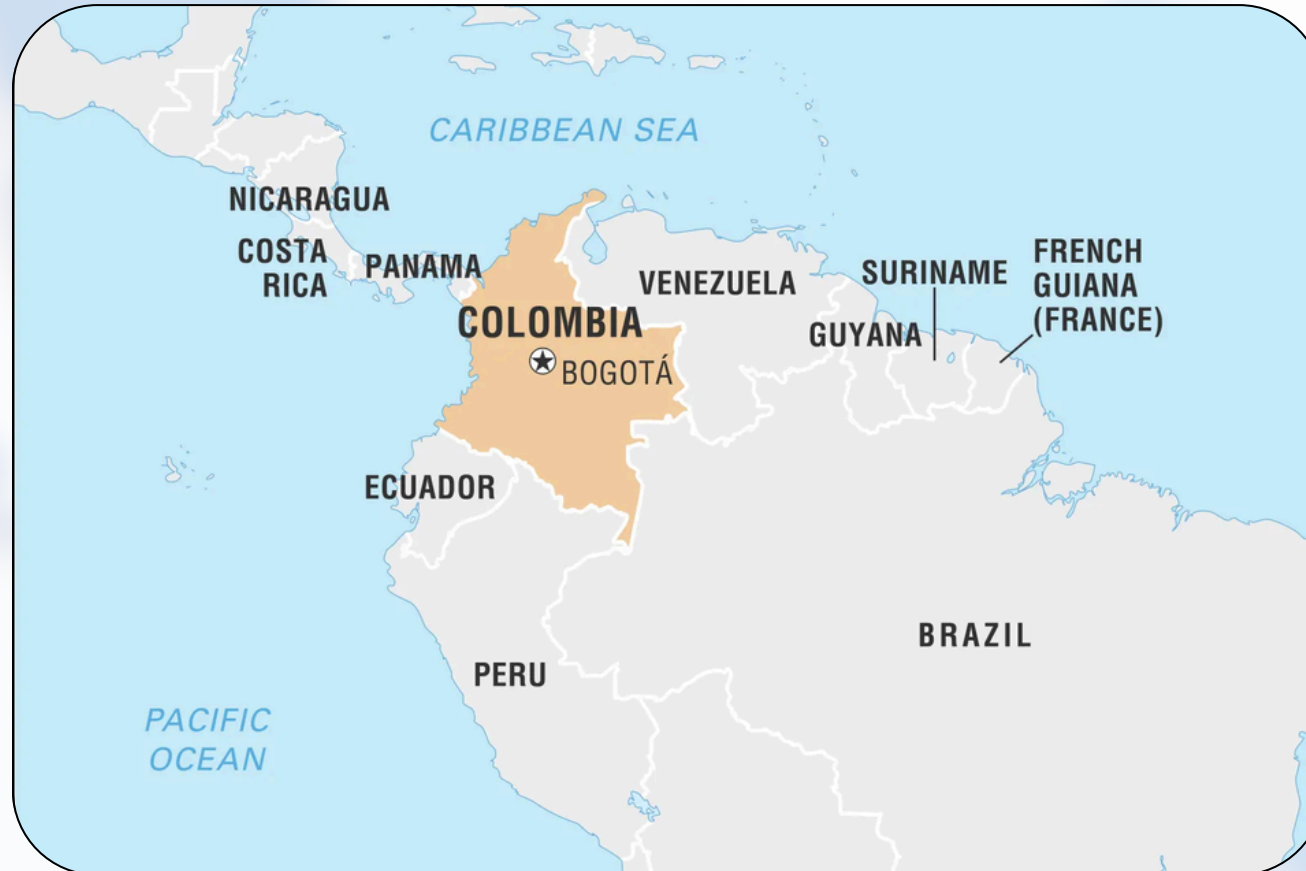 CARIBBEAN SEA
NICARAGUA
COSTA
RICA
PANAMA
COLOMBIA
BOGOTÁ
VENEZUELA
GUYANA
SURINAME
FRENCH
GUIANA
(FRANCE)
ECUADOR
PERU
BRAZIL
PACIFIC
OCEAN